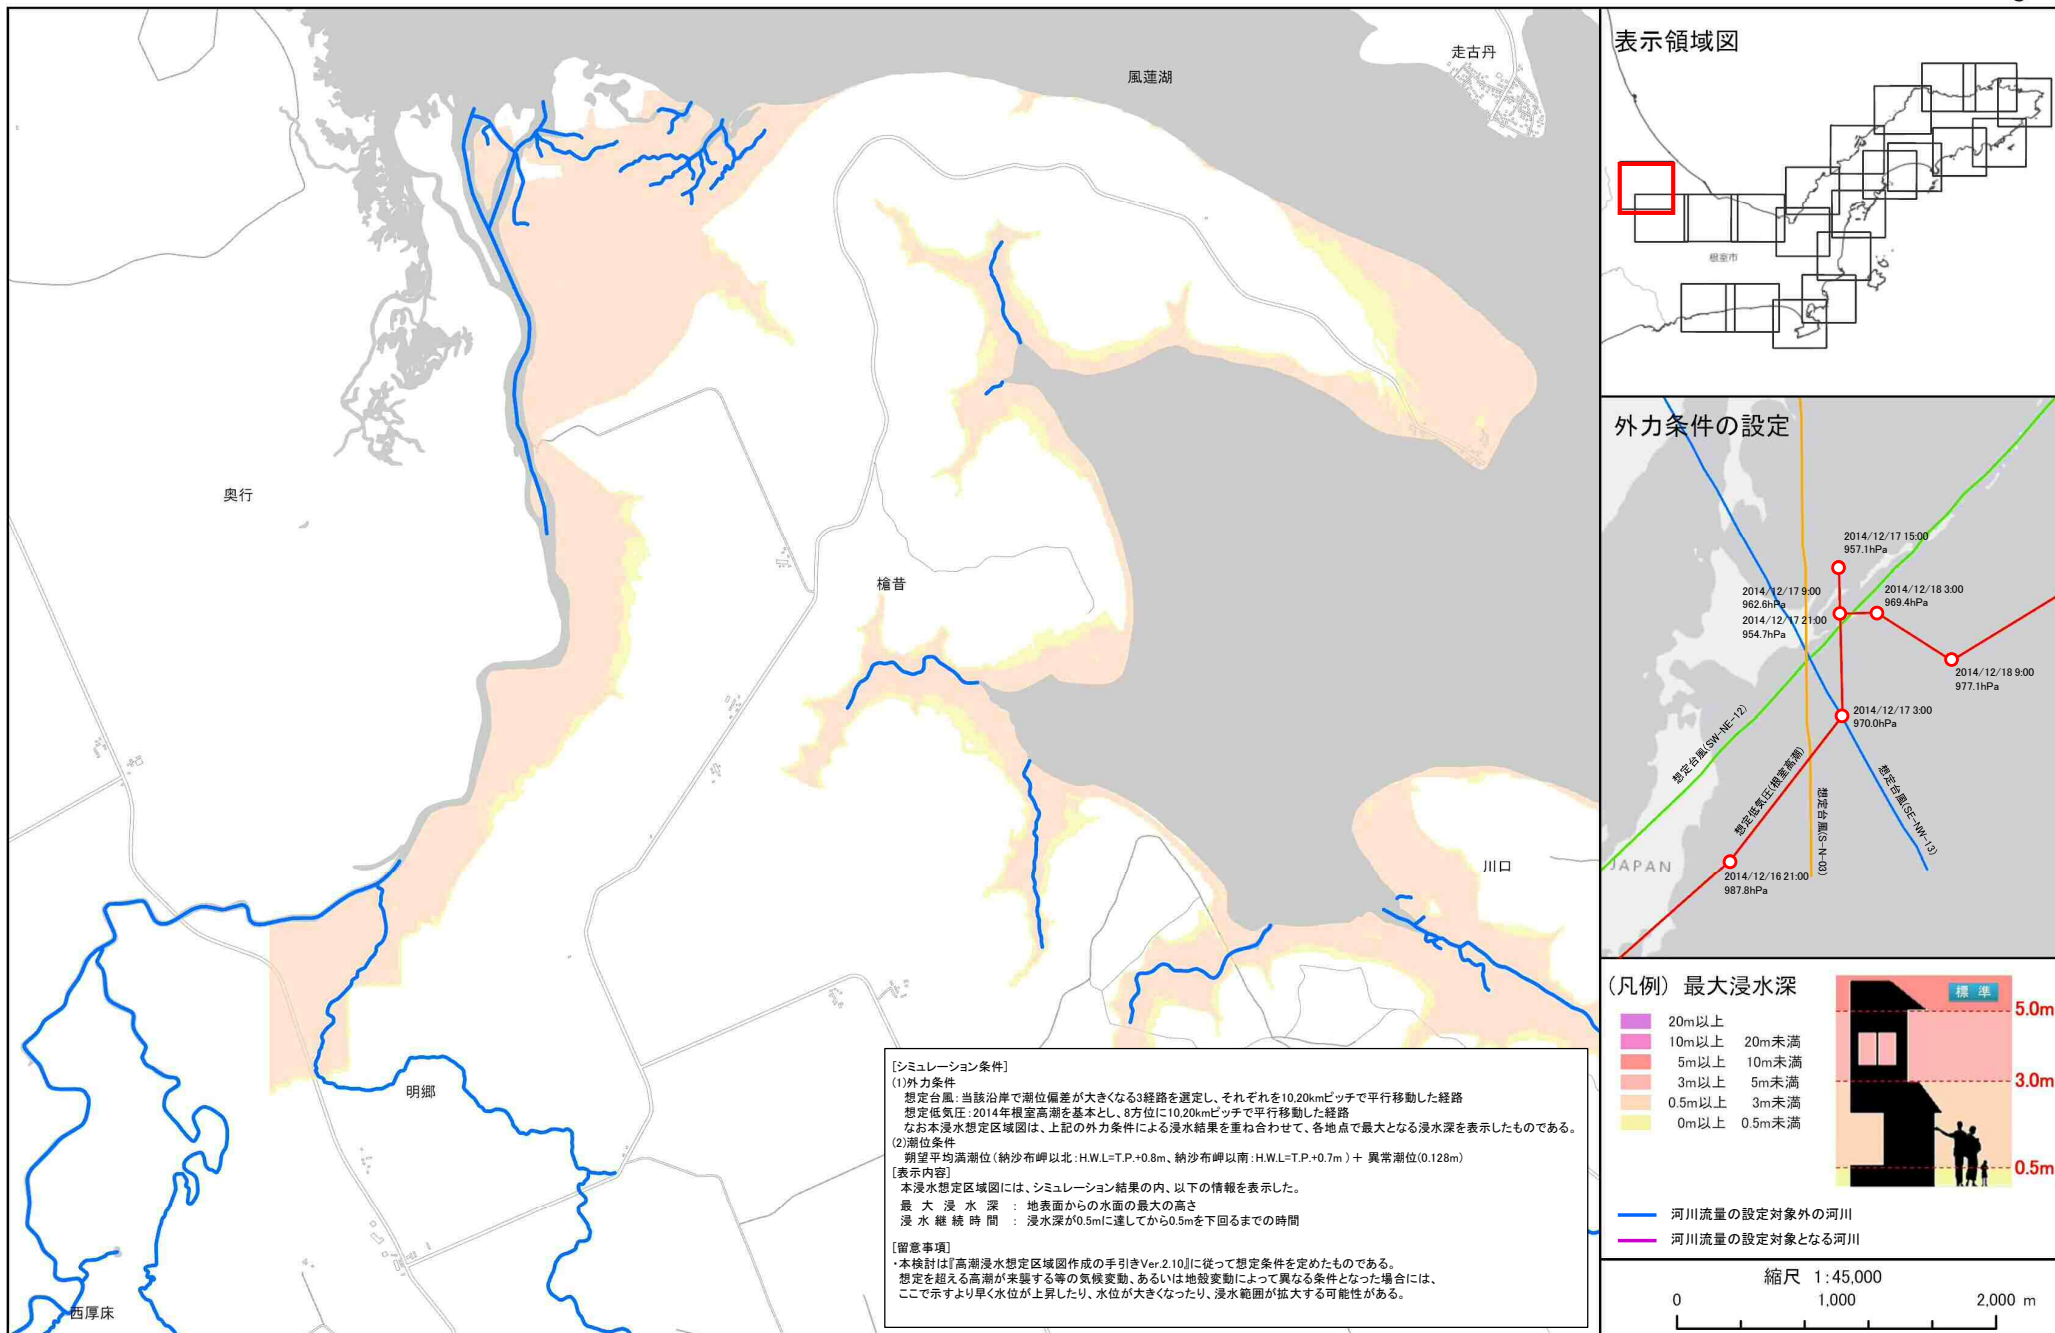 走古丹
風蓮湖
奥行
槍昔
川口
明郷
西厚床
[シミュレーション条件]
(1)外力条件
想定台風:当該沿岸で潮位偏差が大きくなる3経路を選定し、それぞれを10,20kmピッチで平行移動した経路
想定低気圧:2014年根室高潮を基本とし、8方位に10,20kmピッチで平行移動した経路
なお本浸水想定区域図は、上記の外力条件による浸水結果を重ね合わせて、各地点で最大となる浸水深を表示したものである。
(2)潮位条件
朔望平均満潮位(納沙布岬以北:H.W.L=T.P.+0.8m、納沙布岬以南:H.W.L=T.P.+0.7m)+ 異常潮位(0.128m)
[表示内容]
本浸水想定区域図には、シミュレーション結果の内、以下の情報を表示した。
最 大 浸 水 深 : 地表面からの水面の最大の高さ
浸 水 継 続 時 間 : 浸水深が0.5mに達してから0.5mを下回るまでの時間
[留意事項]
・本検討は『高潮浸水想定区域図作成の手引きVer.2.10』に従って想定条件を定めたものである。
想定を超える高潮が来襲する等の気候変動、あるいは地殻変動によって異なる条件となった場合には、
ここで示すより早く水位が上昇したり、水位が大きくなったり、浸水範囲が拡大する可能性がある。
表示領域図
根室市
外力条件の設定
2014/12/17 15:00
957.1hPa
2014/12/17 9:00
962.6hPa
2014/12/17 21:00
954.7hPa
2014/12/18 3:00
969.4hPa
2014/12/18 9:00
977.1hPa
2014/12/17 3:00
970.0hPa
想定台風(SW-NE-12)
想定低気圧(根室高潮)
想定台風(S-N-03)
想定台風(SE-NW-13)
JAPAN
2014/12/16 21:00
987.8hPa
(凡例) 最大浸水深
20m以上
10m以上 20m未満
5m以上 10m未満
3m以上 5m未満
0.5m以上 3m未満
0m以上 0.5m未満
標 準
5.0m
3.0m
0.5m
河川流量の設定対象外の河川
河川流量の設定対象となる河川
縮尺 1:45,000
0 1,000 2,000 m